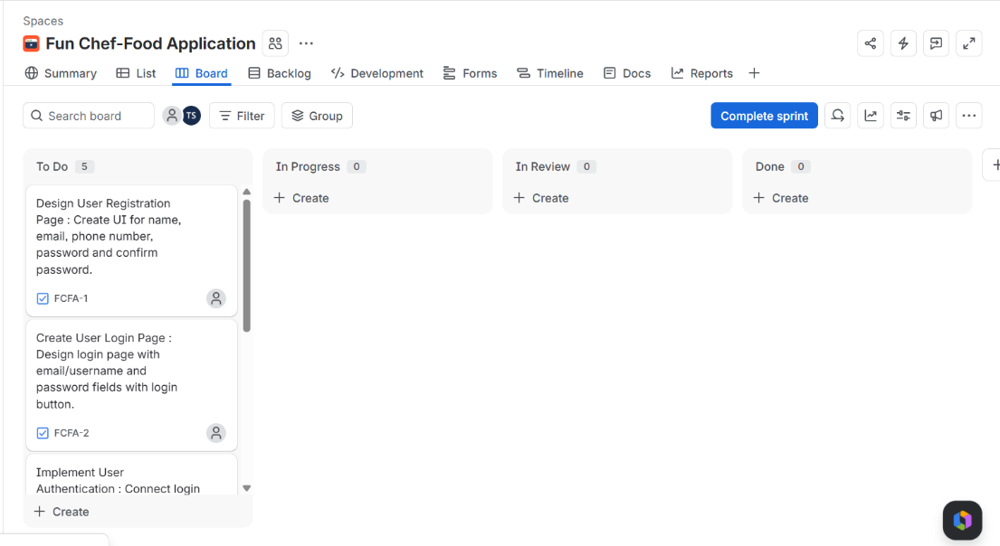 Spaces
Fun Chef-Food Application
Summary List Board Backlog Development Forms Timeline Docs Reports
Search board TS Filter Group Complete sprint
To Do 5
Design User Registration
Page : Create UI for name,
email, phone number,
password and confirm
password.
FCFA-1
Create User Login Page :
Design login page with
email/username and
password fields with login
button.
FCFA-2
Implement User
Authentication : Connect login
Create
In Progress 0
Create
In Review 0
Create
Done 0
Create